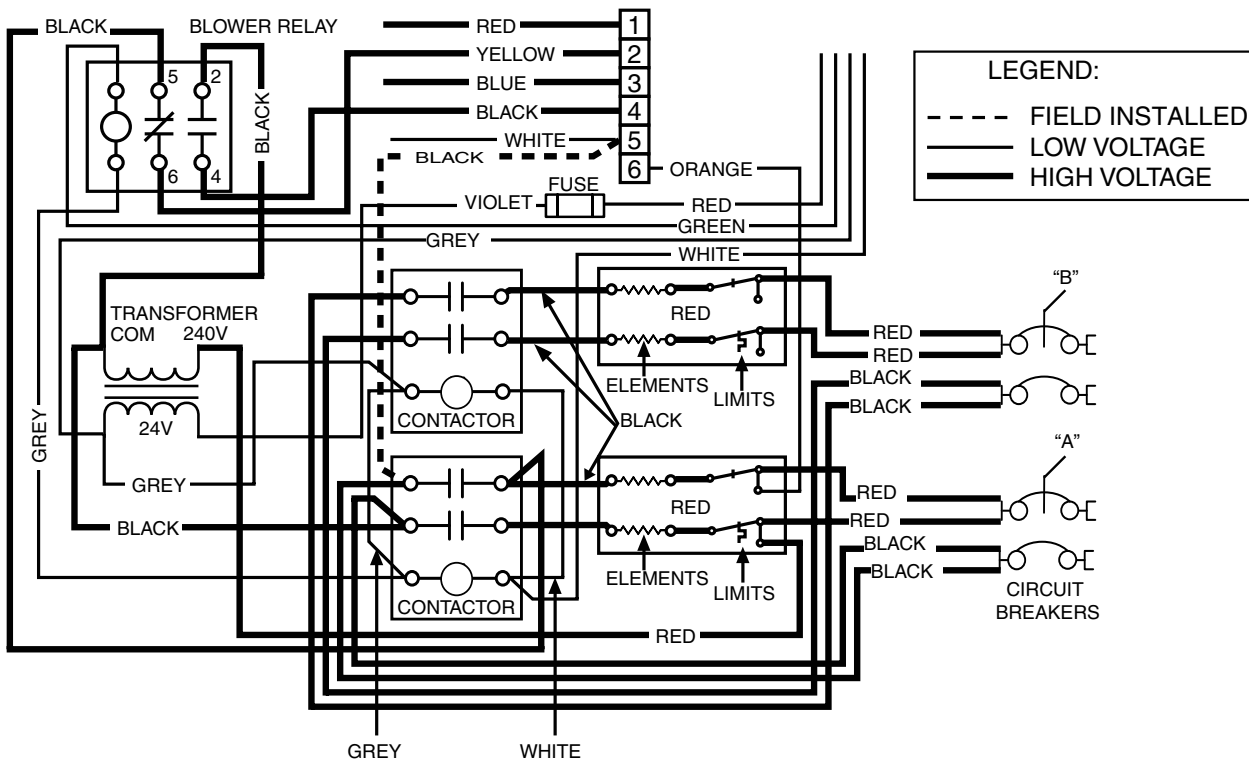 BLACK
BLOWER RELAY
RED
1
YELLOW
2
BLUE
3
BLACK
4
WHITE
5
BLACK
6
ORANGE
5
2
6
4
BLACK
LEGEND:
FIELD INSTALLED
LOW VOLTAGE
HIGH VOLTAGE
FUSE
VIOLET
RED
GREEN
GREY
WHITE
TRANSFORMER
COM
240V
24V
GREY
GREY
BLACK
RED
ELEMENTS
LIMITS
CONTACTOR
BLACK
RED
ELEMENTS
LIMITS
CONTACTOR
RED
"B"
RED
RED
BLACK
BLACK
"A"
RED
RED
BLACK
BLACK
CIRCUIT
BREAKERS
GREY
WHITE